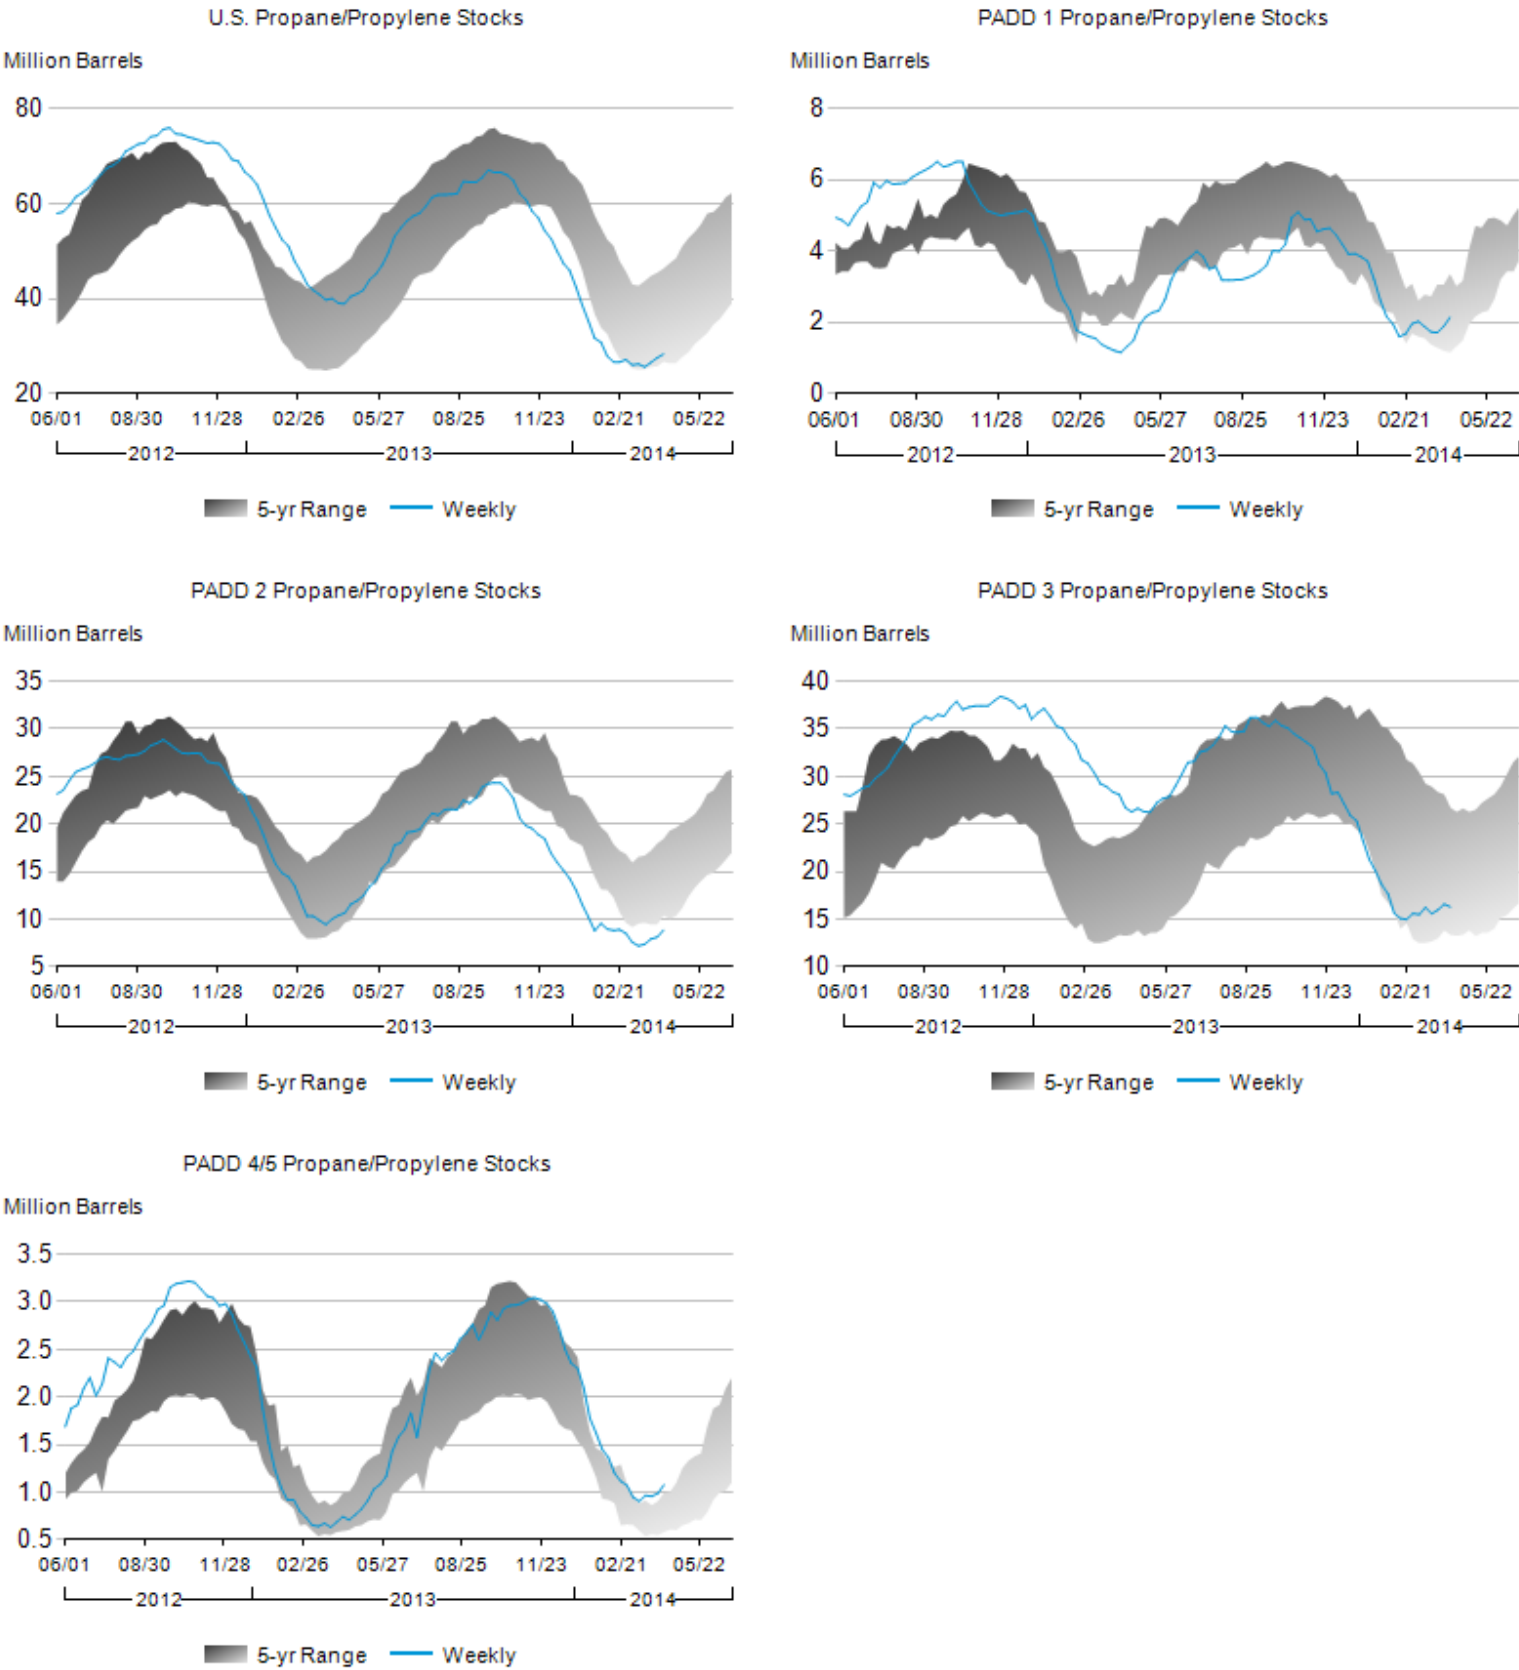 U.S. Propane/Propylene Stocks
Million Barrels
80
60
40
20
06/01 08/30 11/28 02/26 05/27 08/25 11/23 02/21 05/22
2012 2013 2014
5-yr Range Weekly
PADD 1 Propane/Propylene Stocks
Million Barrels
8
6
4
2
0
06/01 08/30 11/28 02/26 05/27 08/25 11/23 02/21 05/22
2012 2013 2014
5-yr Range Weekly
PADD 2 Propane/Propylene Stocks
Million Barrels
35
30
25
20
15
10
5
06/01 08/30 11/28 02/26 05/27 08/25 11/23 02/21 05/22
2012 2013 2014
5-yr Range Weekly
PADD 3 Propane/Propylene Stocks
Million Barrels
40
35
30
25
20
15
10
06/01 08/30 11/28 02/26 05/27 08/25 11/23 02/21 05/22
2012 2013 2014
5-yr Range Weekly
PADD 4/5 Propane/Propylene Stocks
Million Barrels
3.5
3.0
2.5
2.0
1.5
1.0
0.5
06/01 08/30 11/28 02/26 05/27 08/25 11/23 02/21 05/22
2012 2013 2014
5-yr Range Weekly